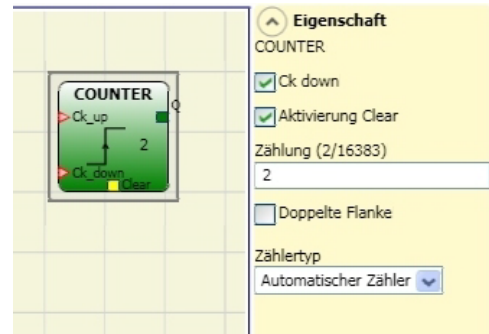 COUNTER
Q
Ck_up
2
Ck_down
Clear
Eigenschaft
COUNTER
Ck down
Aktivierung Clear
Zählung (2/16383)
2
Doppelte Flanke
Zählertyp
Automatischer Zähler